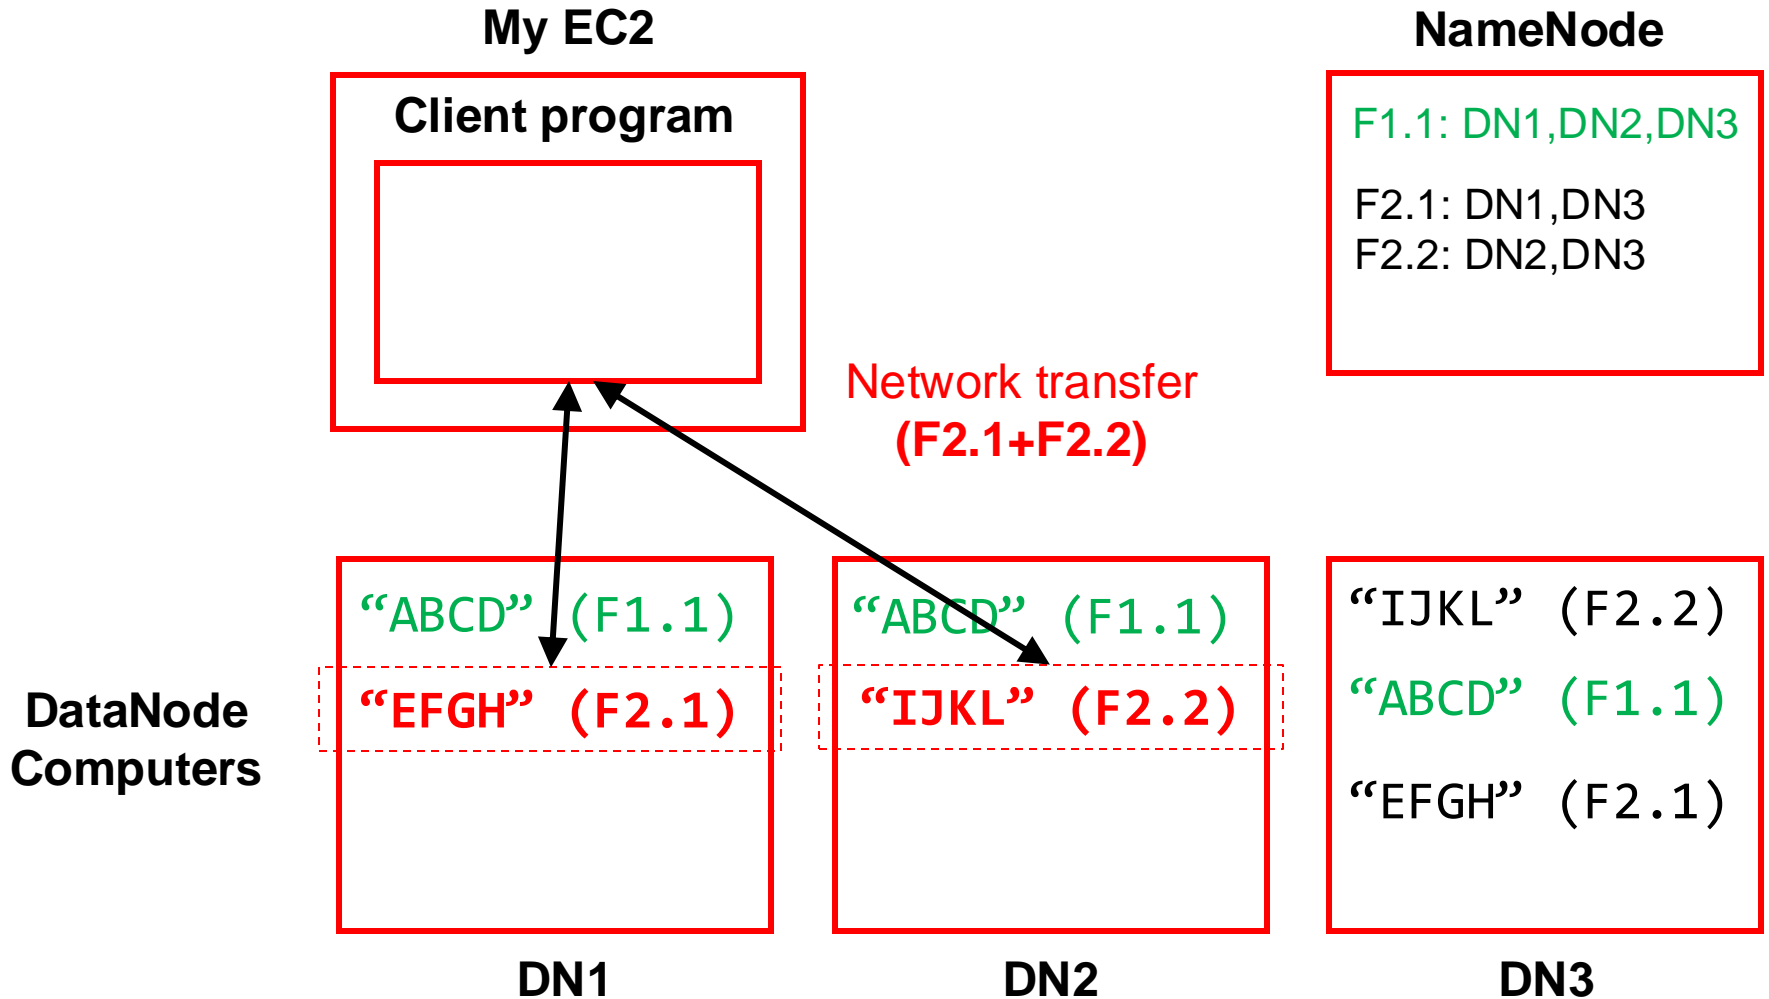 My EC2
Client program
NameNode
F1.1: DN1,DN2,DN3
F2.1: DN1,DN3
F2.2: DN2,DN3
Network transfer
(F2.1+F2.2)
DataNode
Computers
“ABCD” (F1.1)
“EFGH” (F2.1)
DN1
“ABCD” (F1.1)
“IJKL” (F2.2)
DN2
“IJKL” (F2.2)
“ABCD” (F1.1)
“EFGH” (F2.1)
DN3